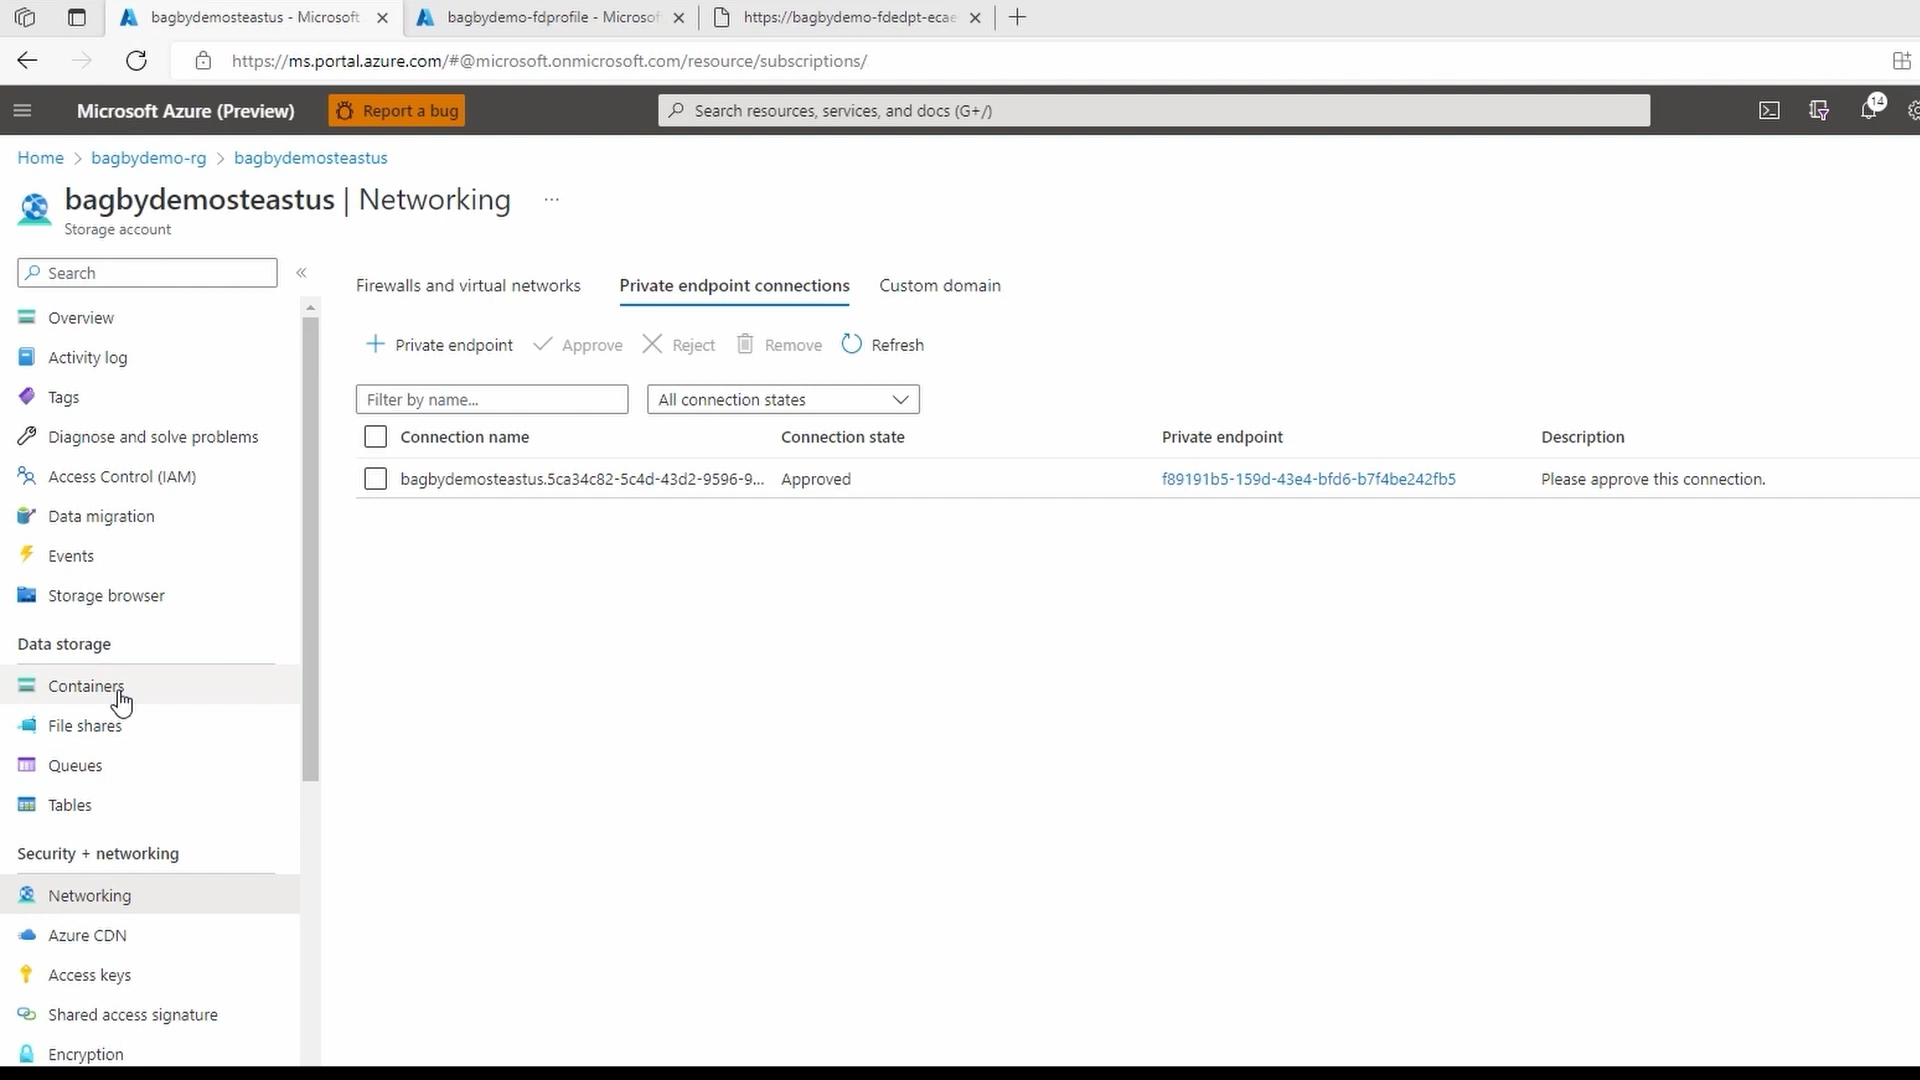 bagbydemosteastus - Microsoft
bagbydemo-fdprofile - Microsof
https://bagbydemo-fdedpt-ecae
https://ms.portal.azure.com/#@microsoft.onmicrosoft.com/resource/subscriptions/
Microsoft Azure (Preview)
Report a bug
Search resources, services, and docs (G+/)
14
Home > bagbydemo-rg > bagbydemosteastus
bagbydemosteastus | Networking ...
Storage account
Search
«
Firewalls and virtual networks
Private endpoint connections
Custom domain
Overview
Activity log
Tags
Diagnose and solve problems
Access Control (IAM)
Data migration
Events
Storage browser
Data storage
Containers
File shares
Queues
Tables
Security + networking
Networking
Azure CDN
Access keys
Shared access signature
Encryption
Private endpoint
Approve
Reject
Remove
Refresh
Filter by name...
All connection states
Connection name
Connection state
Private endpoint
Description
bagbydemosteastus.5ca34c82-5c4d-43d2-9596-9...
Approved
f89191b5-159d-43e4-bfd6-b7f4be242fb5
Please approve this connection.